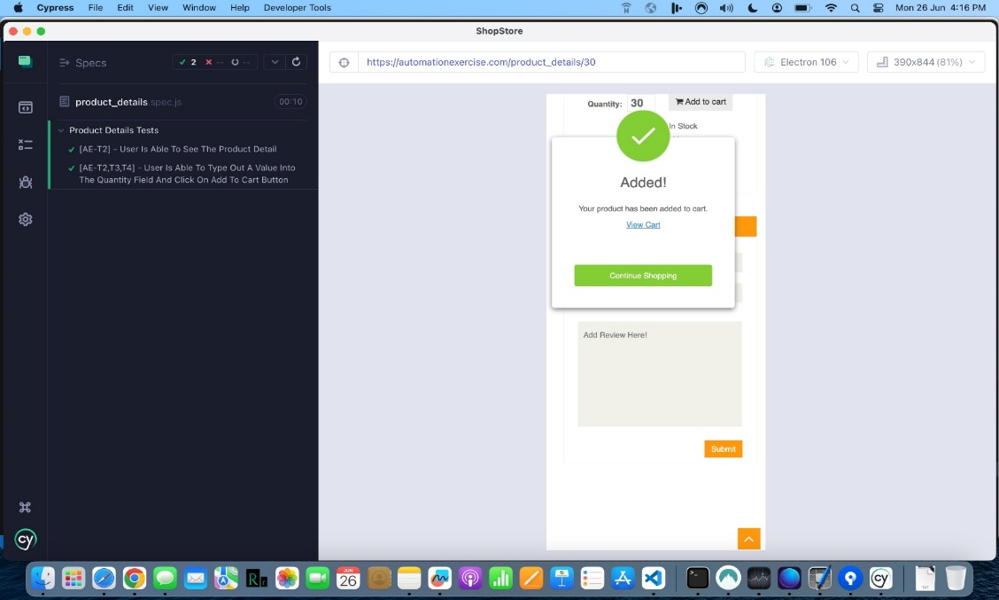 Cypress File Edit View Window Help Developer Tools Mon 26 Jun 4:16 PM
ShopStore
Specs 2 -- --
https://automationexercise.com/product_details/30 Electron 106 390x844 (81%)
product_details spec.js 00:10
Product Details Tests
[AE-T2] - User Is Able To See The Product Detail
[AE-T2,T3,T4] - User Is Able To Type Out A Value Into
The Quantity Field And Click On Add To Cart Button
Quantity: 30 Add to cart
In Stock
Added!
Your product has been added to cart.
View Cart
Continue Shopping
Add Review Here!
Submit
cy
JUN
26
Rn
cy
TXT